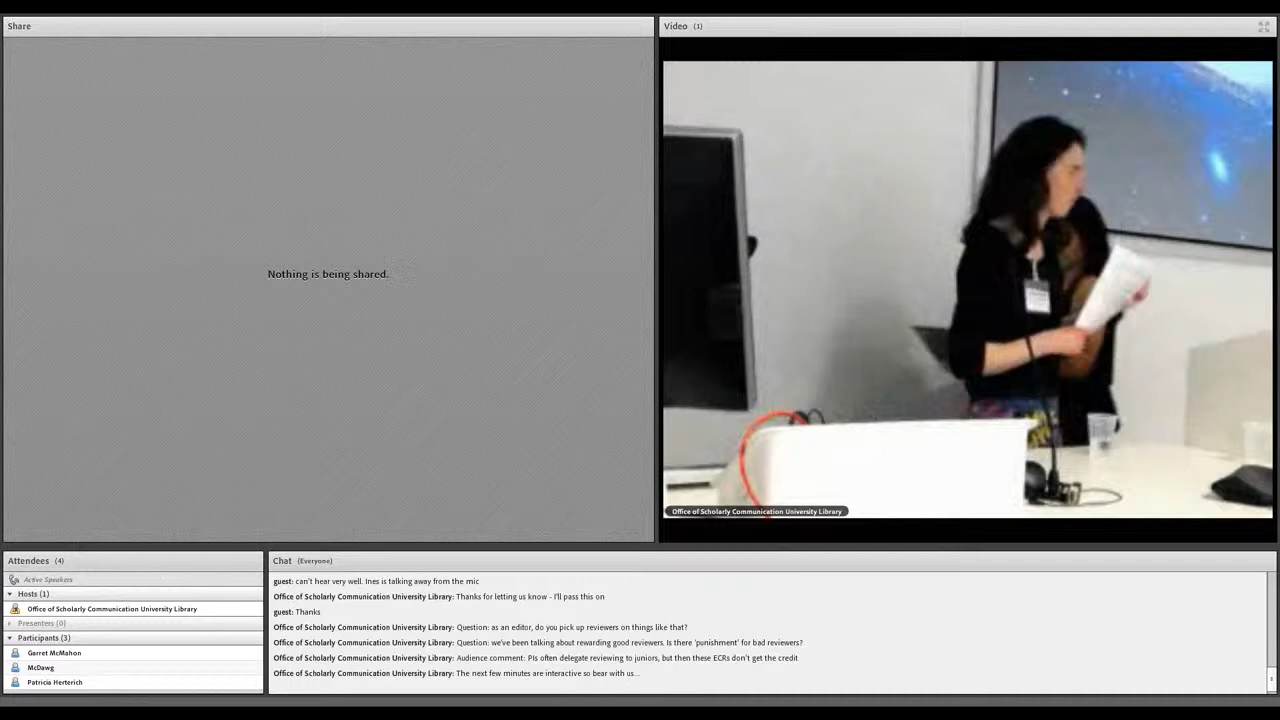 Share
Nothing is being shared.
Video (1)
Office of Scholarly Communication University Library
Attendees (4)
Active Speakers
Hosts (1)
Office of Scholarly Communication University Library
Presenters (0)
Participants (3)
Garret McMahon
McDawg
Patricia Herterich
Chat (Everyone)
guest: can't hear very well. Ines is talking away from the mic
Office of Scholarly Communication University Library: Thanks for letting us know - I'll pass this on
guest: Thanks
Office of Scholarly Communication University Library: Question: as an editor, do you pick up reviewers on things like that?
Office of Scholarly Communication University Library: Question: we've been talking about rewarding good reviewers. Is there 'punishment' for bad reviewers?
Office of Scholarly Communication University Library: Audience comment: PIs often delegate reviewing to juniors, but then these ECRs don't get the credit
Office of Scholarly Communication University Library: The next few minutes are interactive so bear with us...